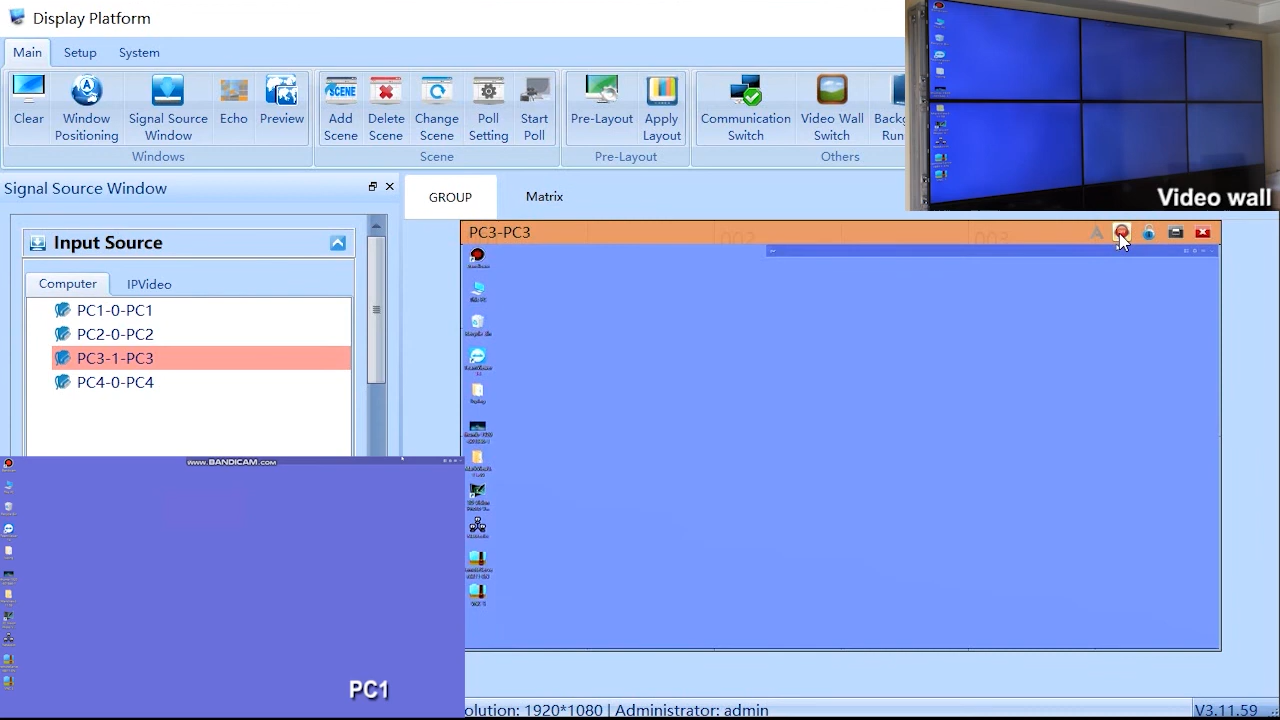 Display Platform
Main
Setup
System
Clear
Window Positioning
Signal Source Window
Preview
Windows
Add Scene
Delete Scene
Change Scene
Poll Setting
Start Poll
Scene
Pre-Layout
Apply Layout
Pre-Layout
Communication Switch
Video Wall Switch
Others
Video wall
Signal Source Window
GROUP
Matrix
Input Source
Computer
IPVideo
PC1-0-PC1
PC2-0-PC2
PC3-1-PC3
PC4-0-PC4
PC3-PC3
002
003
WWW.BANDICAM.COM
PC1
olution: 1920*1080 | Administrator: admin
V3.11.59